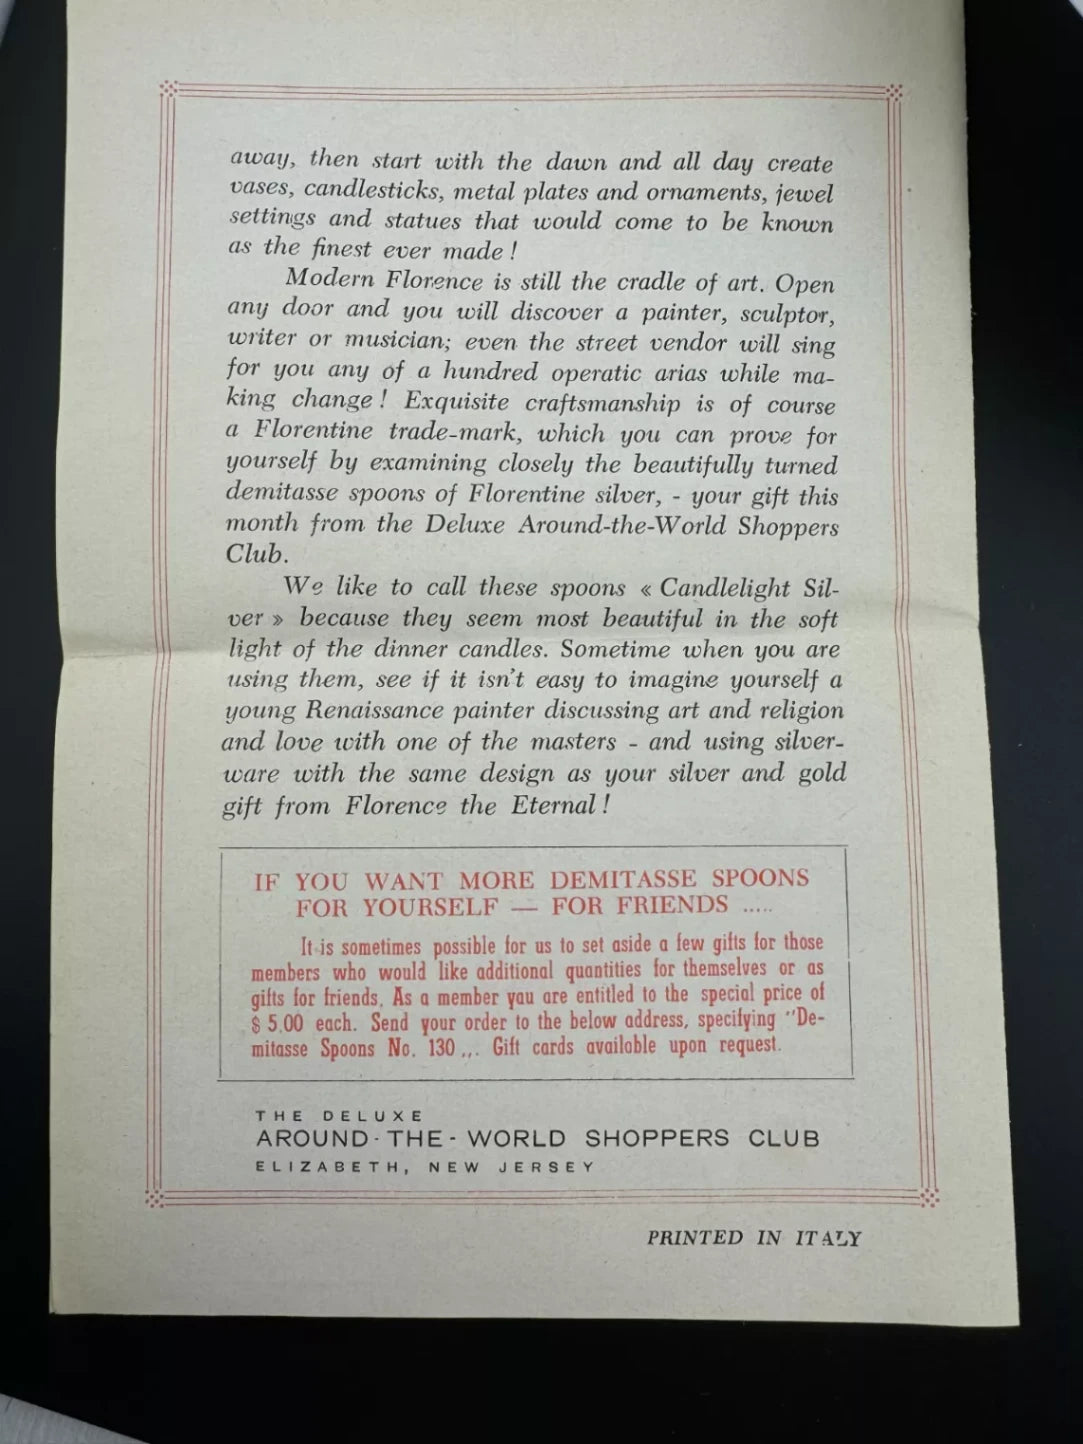 away, then start with the dawn and all day create
vases, candlesticks, metal plates and ornaments, jewel
settings and statues that would come to be known
as the finest ever made !
Modern Florence is still the cradle of art. Open
any door and you will discover a painter, sculptor,
writer or musician; even the street vendor will sing
for you any of a hundred operatic arias while ma-
king change ! Exquisite craftsmanship is of course
a Florentine trade-mark, which you can prove for
yourself by examining closely the beautifully turned
demitasse spoons of Florentine silver, - your gift this
month from the Deluxe Around-the-World Shoppers
Club.
We like to call these spoons « Candlelight Sil-
ver » because they seem most beautiful in the soft
light of the dinner candles. Sometime when you are
using them, see if it isn't easy to imagine yourself a
young Renaissance painter discussing art and religion
and love with one of the masters - and using silver-
ware with the same design as your silver and gold
gift from Florence the Eternal !
IF YOU WANT MORE DEMITASSE SPOONS
FOR YOURSELF — FOR FRIENDS .....
It is sometimes possible for us to set aside a few gifts for those
members who would like additional quantities for themselves or as
gifts for friends. As a member you are entitled to the special price of
$ 5.00 each. Send your order to the below address, specifying "De-
mitasse Spoons No. 130 ,,. Gift cards available upon request.
THE DELUXE
AROUND-THE-WORLD SHOPPERS CLUB
ELIZABETH, NEW JERSEY
PRINTED IN ITALY